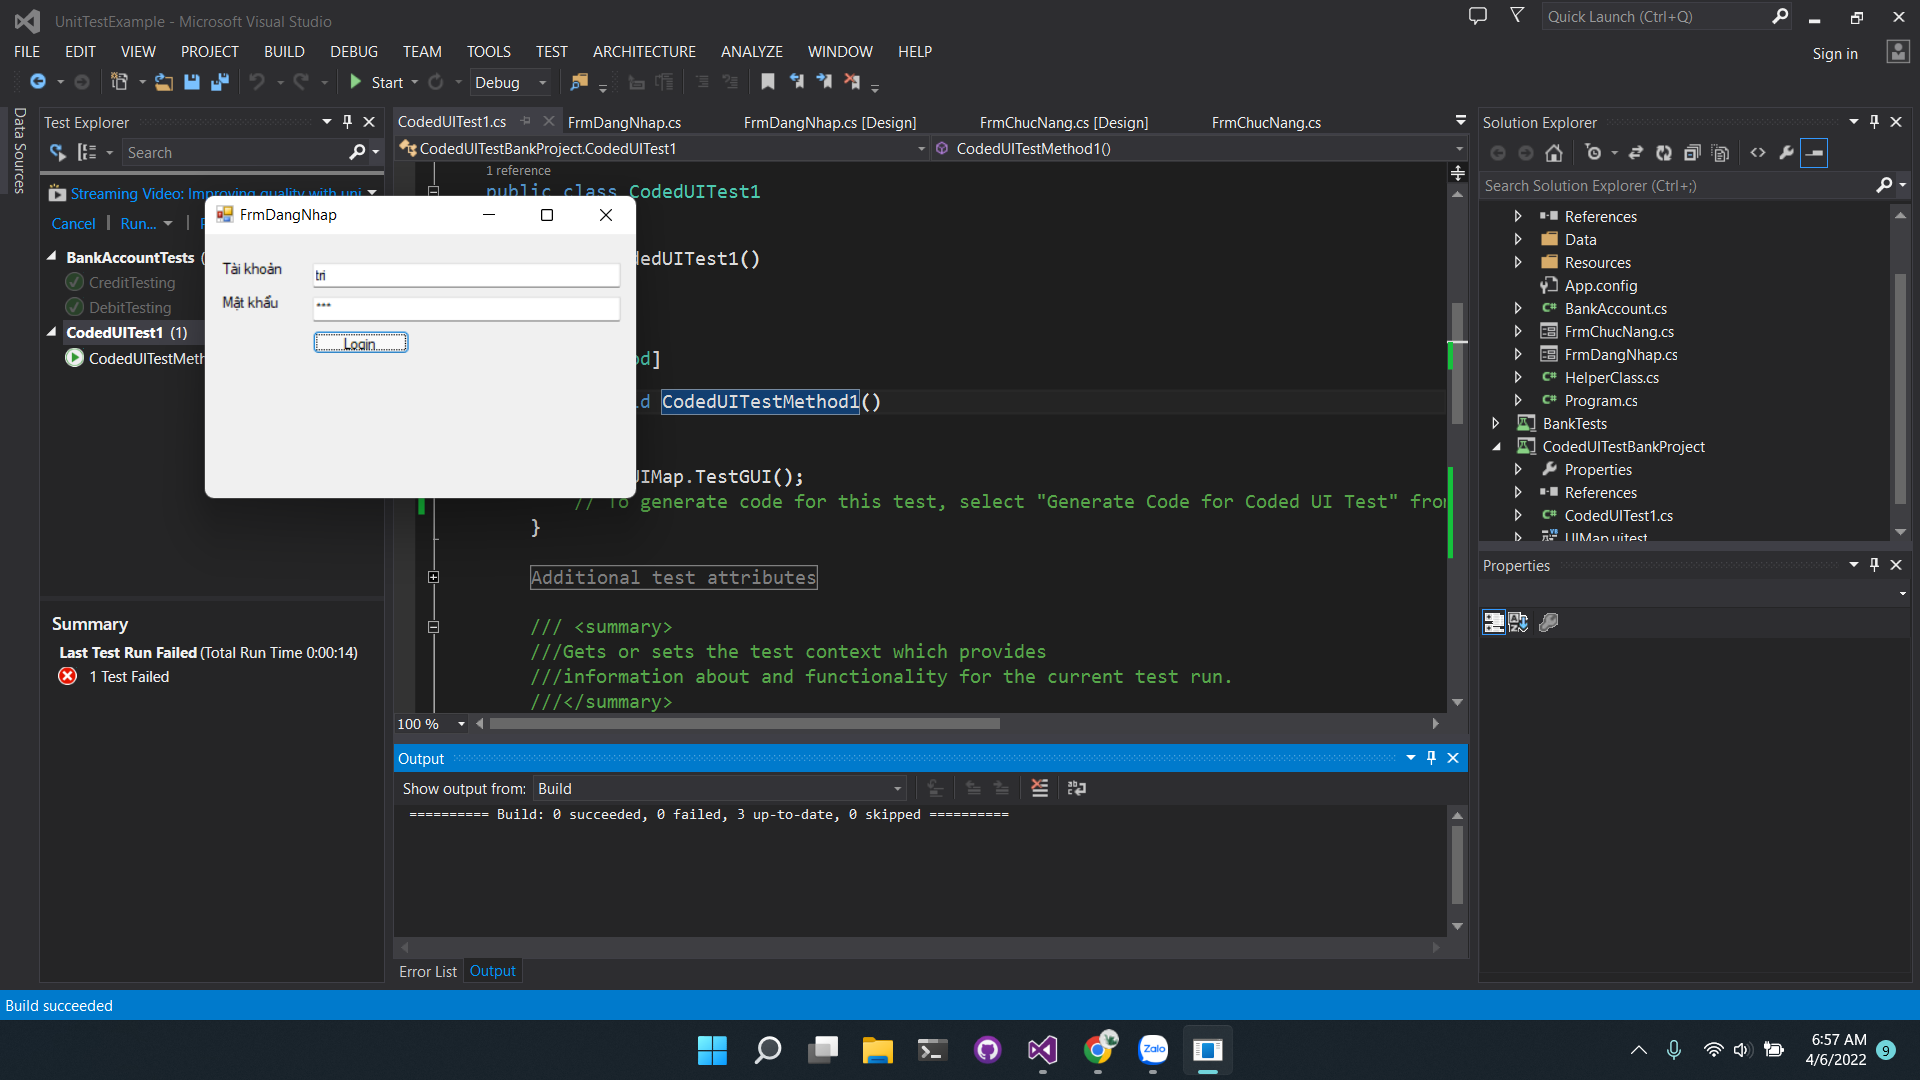 UnitTestExample - Microsoft Visual Studio
Quick Launch (Ctrl+Q)
FILE EDIT VIEW PROJECT BUILD DEBUG TEAM TOOLS TEST ARCHITECTURE ANALYZE WINDOW HELP
Sign in
Start Debug
Data Sources
Test Explorer
Search
Streaming Video: Improving quality with uni
Cancel Run...
BankAccountTests (
CreditTesting
DebitTesting
CodedUITest1 (1)
CodedUITestMeth
Summary
Last Test Run Failed (Total Run Time 0:00:14)
1 Test Failed
FrmDangNhap
Tài khoản
tri
Mật khẩu
***
Login
CodedUITest1.cs FrmDangNhap.cs FrmDangNhap.cs [Design] FrmChucNang.cs [Design] FrmChucNang.cs
CodedUITestBankProject.CodedUITest1 CodedUITestMethod1()
1 reference
public class CodedUITest1
dedUITest1()
od]
id CodedUITestMethod1()
UIMap.TestGUI();
// To generate code for this test, select "Generate Code for Coded UI Test" from
}
Additional test attributes
/// <summary>
///Gets or sets the test context which provides
///information about and functionality for the current test run.
///</summary>
100 %
Output
Show output from: Build
========== Build: 0 succeeded, 0 failed, 3 up-to-date, 0 skipped ==========
Error List Output
Solution Explorer
Search Solution Explorer (Ctrl+;)
References
Data
Resources
App.config
BankAccount.cs
FrmChucNang.cs
FrmDangNhap.cs
HelperClass.cs
Program.cs
BankTests
CodedUITestBankProject
Properties
References
CodedUITest1.cs
UIMap.uitest
Properties
Build succeeded
Zalo
6:57 AM
4/6/2022
9